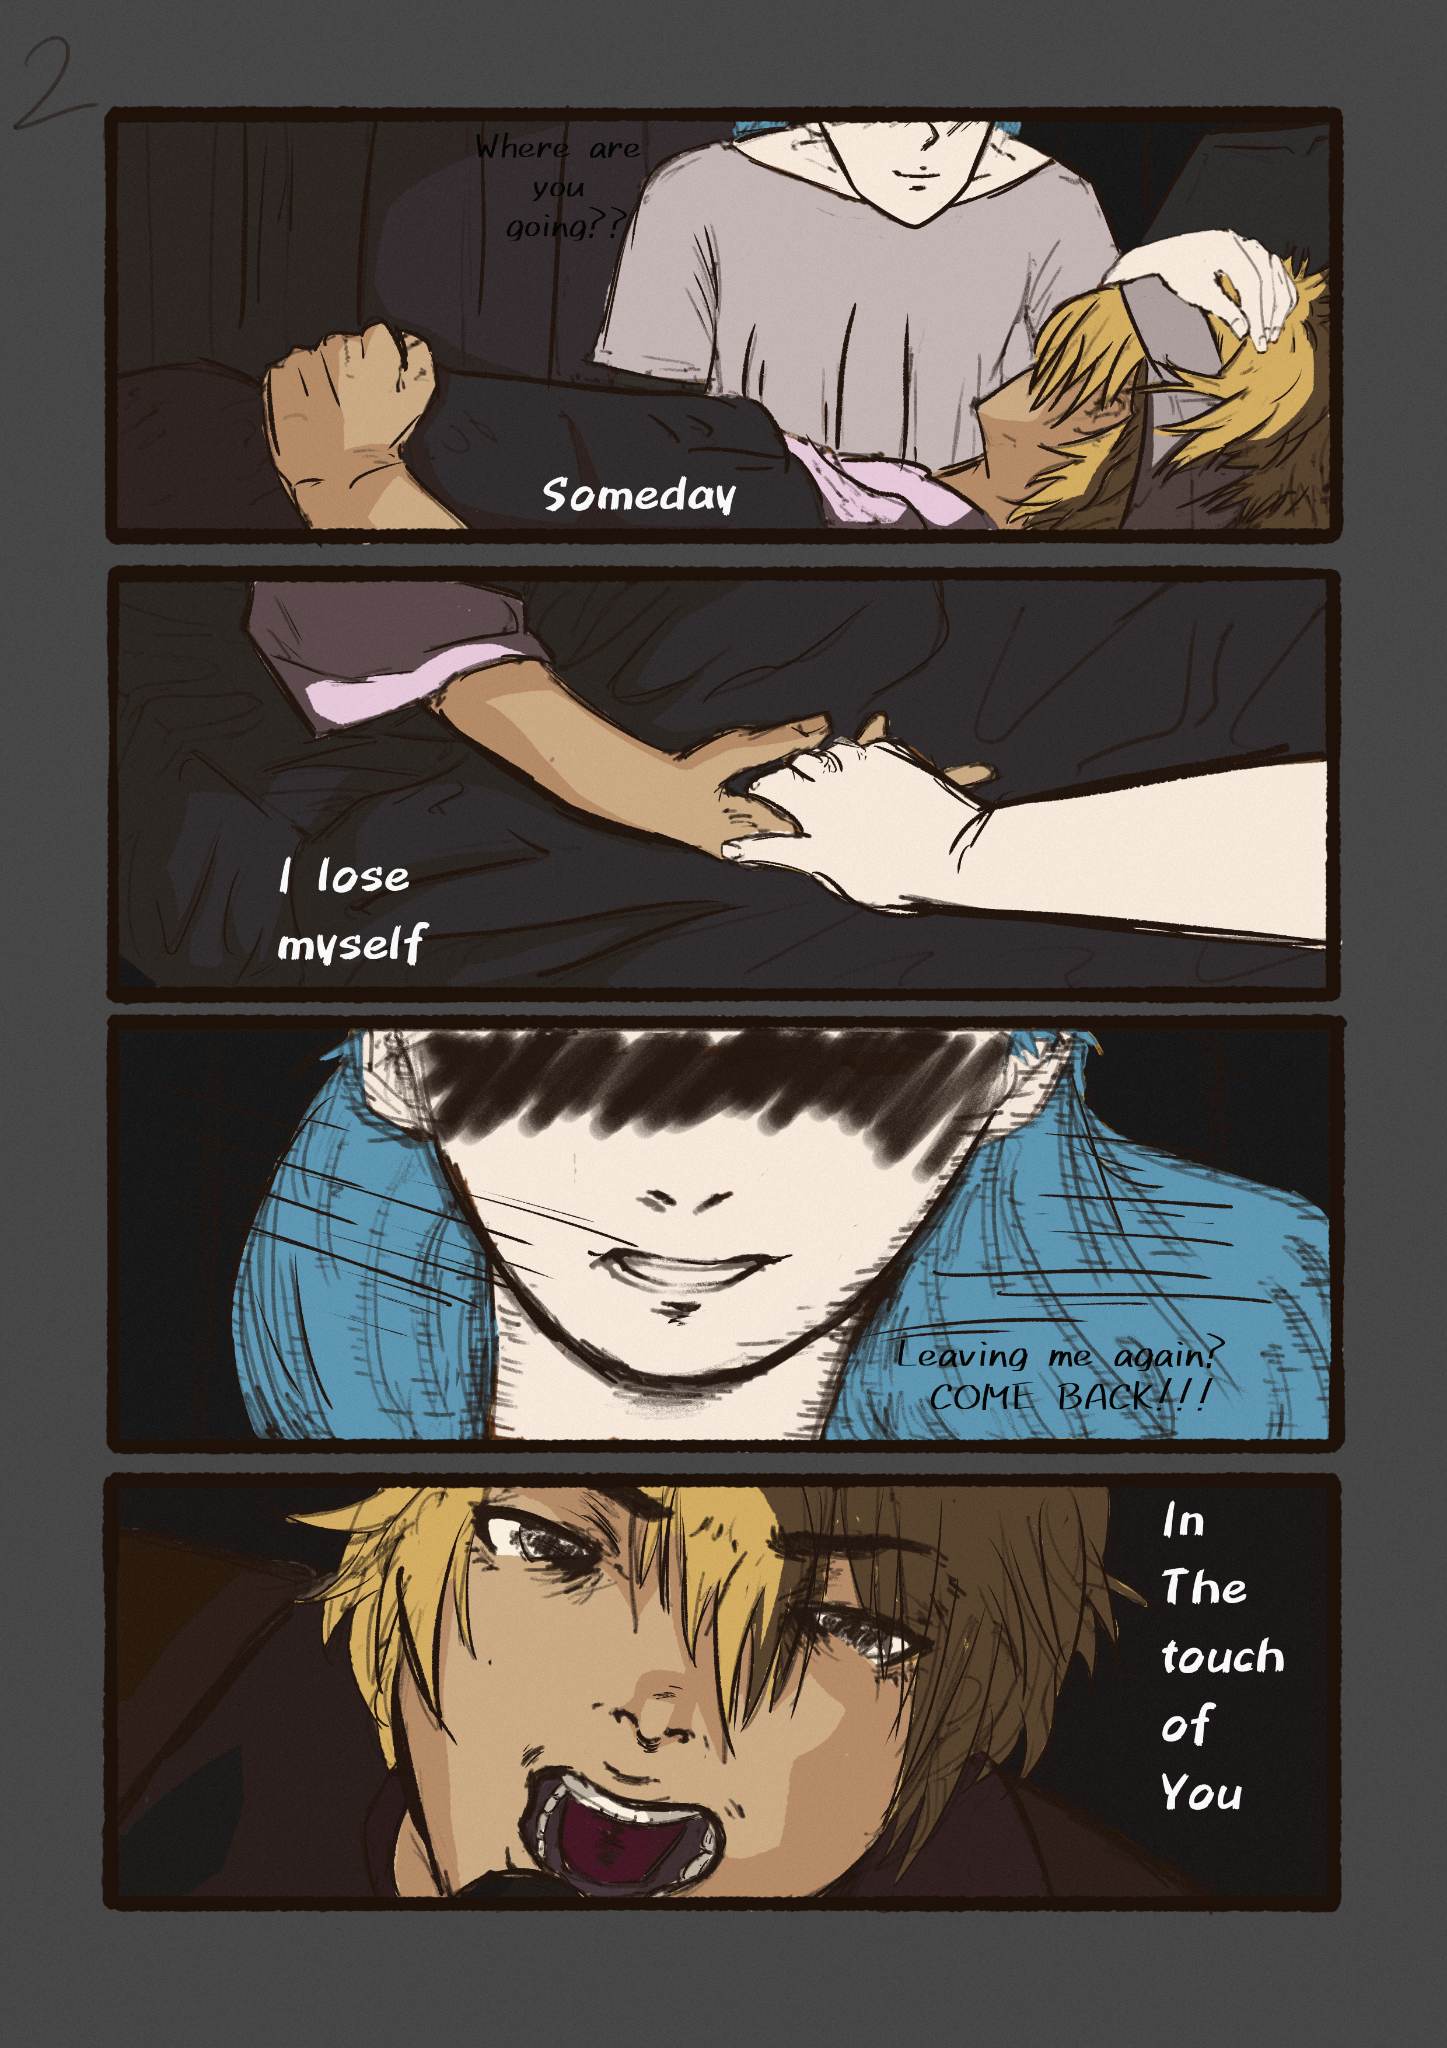 2
Where are
you
going??
Someday
I lose
myself
Leaving me again?
COME BACK!!!
In
The
touch
of
You